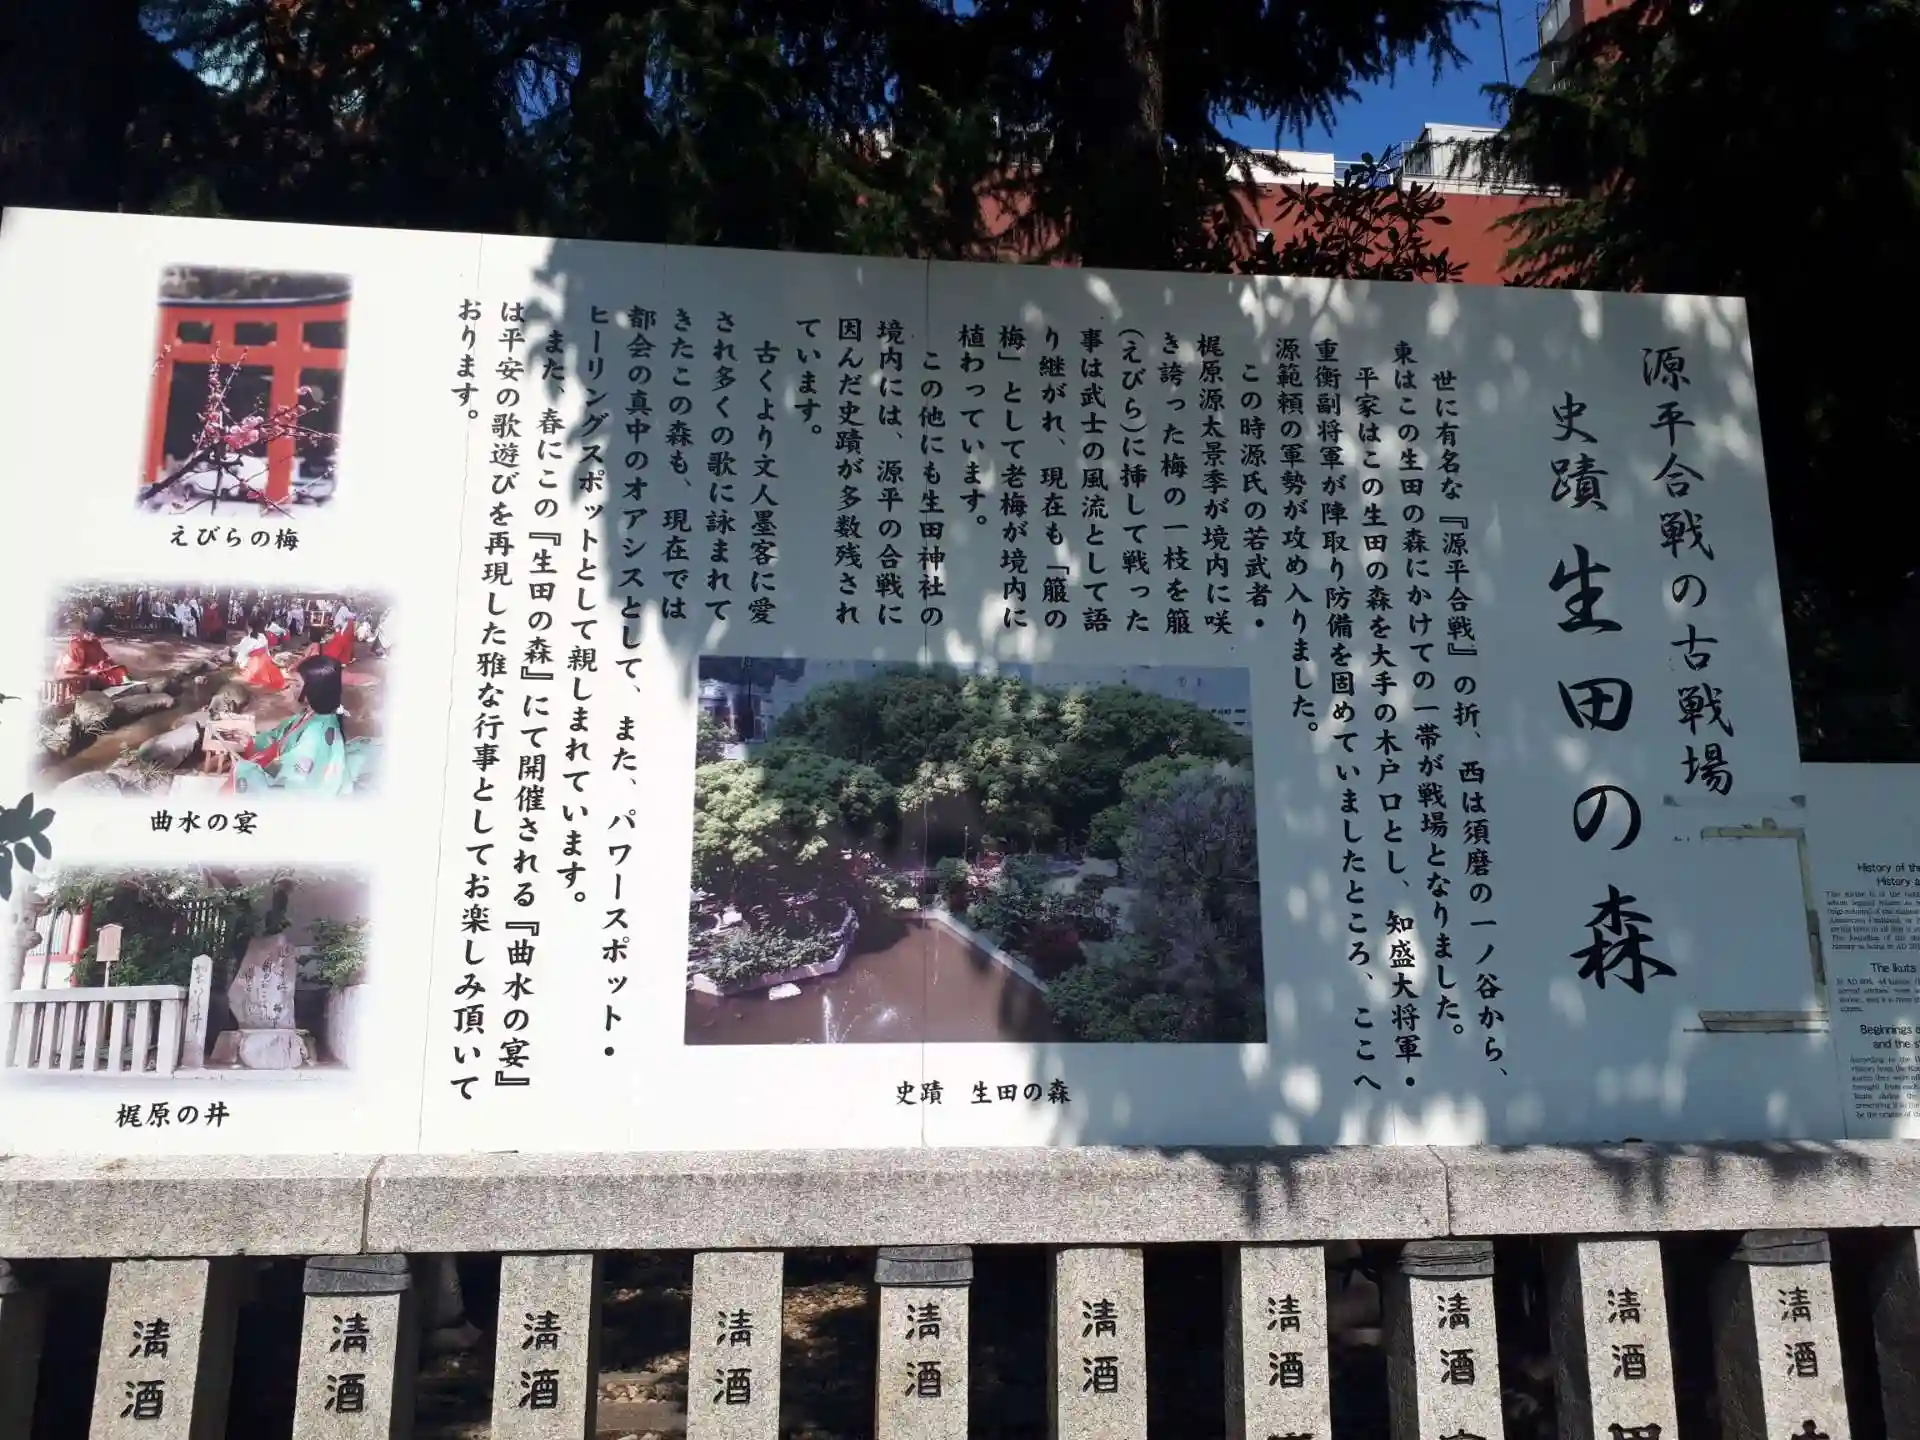 源平合戦の古戦場
史蹟 生田の森
世に有名な『源平合戦』の折、西は須磨の一ノ谷から、
東はこの生田の森にかけての一帯が戦場となりました。
平家はこの生田の森を大手の木戸口とし、知盛大将軍・
重衡副将軍が陣取り防備を固めていましたところ、ここへ
源範頼の軍勢が攻め入りました。
この時源氏の若武者・
梶原源太景季が境内に咲
き誇った梅の一枝を箙
(えびら)に挿して戦った
事は武士の風流として語
り継がれ、現在も「箙の
梅」として老梅が境内に
植わっています。
この他にも生田神社の
境内には、源平の合戦に
因んだ史蹟が多数残され
ています。
古くより文人墨客に愛
され多くの歌に詠まれて
きたこの森も、現在では
都会の真中のオアシスとして、また、パワースポット・
ヒーリングスポットとして親しまれています。
また、春にこの『生田の森』にて開催される『曲水の宴』
は平安の歌遊びを再現した雅な行事としてお楽しみ頂いて
おります。
史蹟 生田の森
えびらの梅
曲水の宴
梶原の井
History of the
History a
The Ikuta
Beginnings o
and the s
清酒
清酒
清酒
清酒
清酒
清酒
清酒
清酒
清酒
清酒